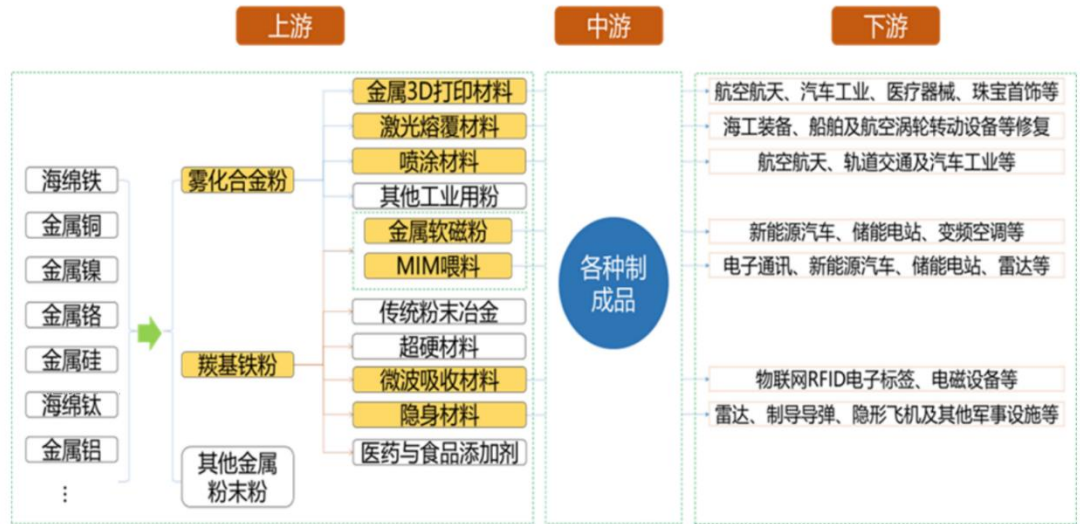 上游
中游
下游
海绵铁
金属铜
金属镍
金属铬
金属硅
海绵钛
金属铝
⋮
雾化合金粉
羰基铁粉
其他金属
粉末粉
金属3D打印材料
激光熔覆材料
喷涂材料
其他工业用粉
金属软磁粉
MIM喂料
传统粉末冶金
超硬材料
微波吸收材料
隐身材料
医药与食品添加剂
各种制
成品
航空航天、汽车工业、医疗器械、珠宝首饰等
海工装备、船舶及航空涡轮转动设备等修复
航空航天、轨道交通及汽车工业等
新能源汽车、储能电站、变频空调等
电子通讯、新能源汽车、储能电站、雷达等
物联网RFID电子标签、电磁设备等
雷达、制导导弹、隐形飞机及其他军事设施等